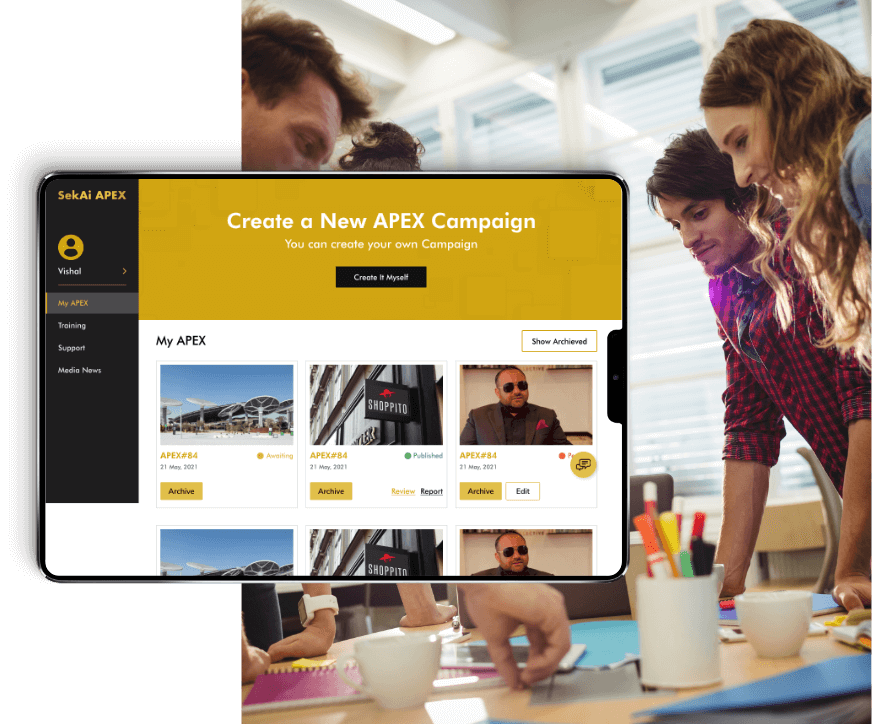 SekAi APEX
Vishal
My APEX
Training
Support
Media News
Create a New APEX Campaign
You can create your own Campaign
Create It Myself
My APEX
Show Archieved
SHOPPITO
APEX#84 Awaiting
21 May, 2021
Archive
APEX#84 Published
21 May, 2021
Archive Review Report
APEX#84
21 May, 2021
Archive Edit
SHOPPITO